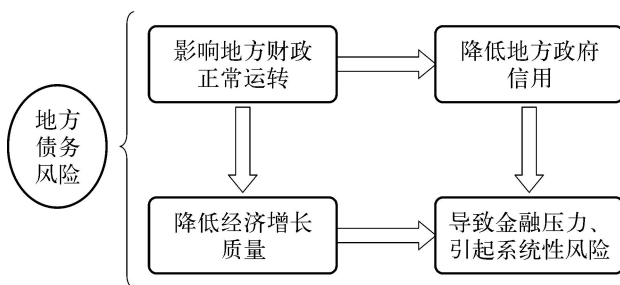 地方
债务
风险
影响地方财政
正常运转
降低地方政府
信用
降低经济增长
质量
导致金融压力、
引起系统性风险